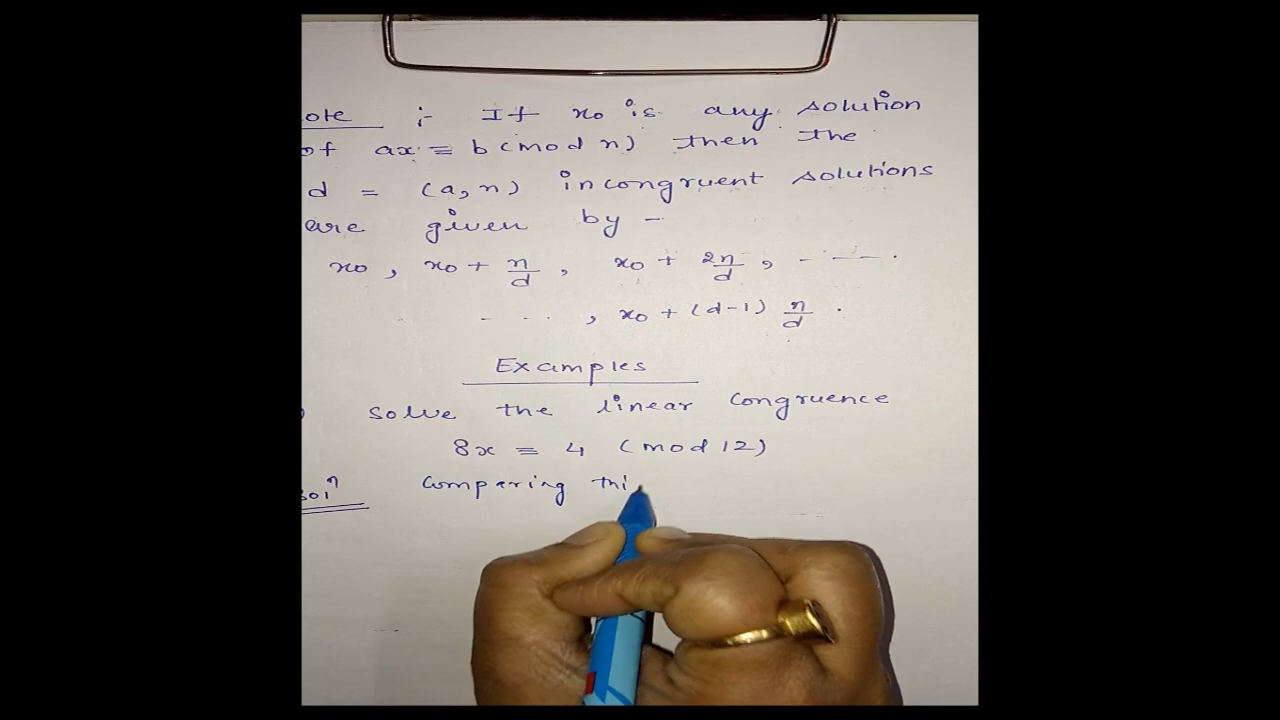 ote :- If x₀ is any solution
of ax ≡ b (mod n) then the
d = (a, n) incongruent solutions
are given by -
x₀ , x₀ + n/d , x₀ + 2n/d , - - - - .
- . . . , x₀ + (d-1) n/d .
Examples
) solve the linear congruence
8x ≡ 4 (mod 12)
solⁿ comparing thi